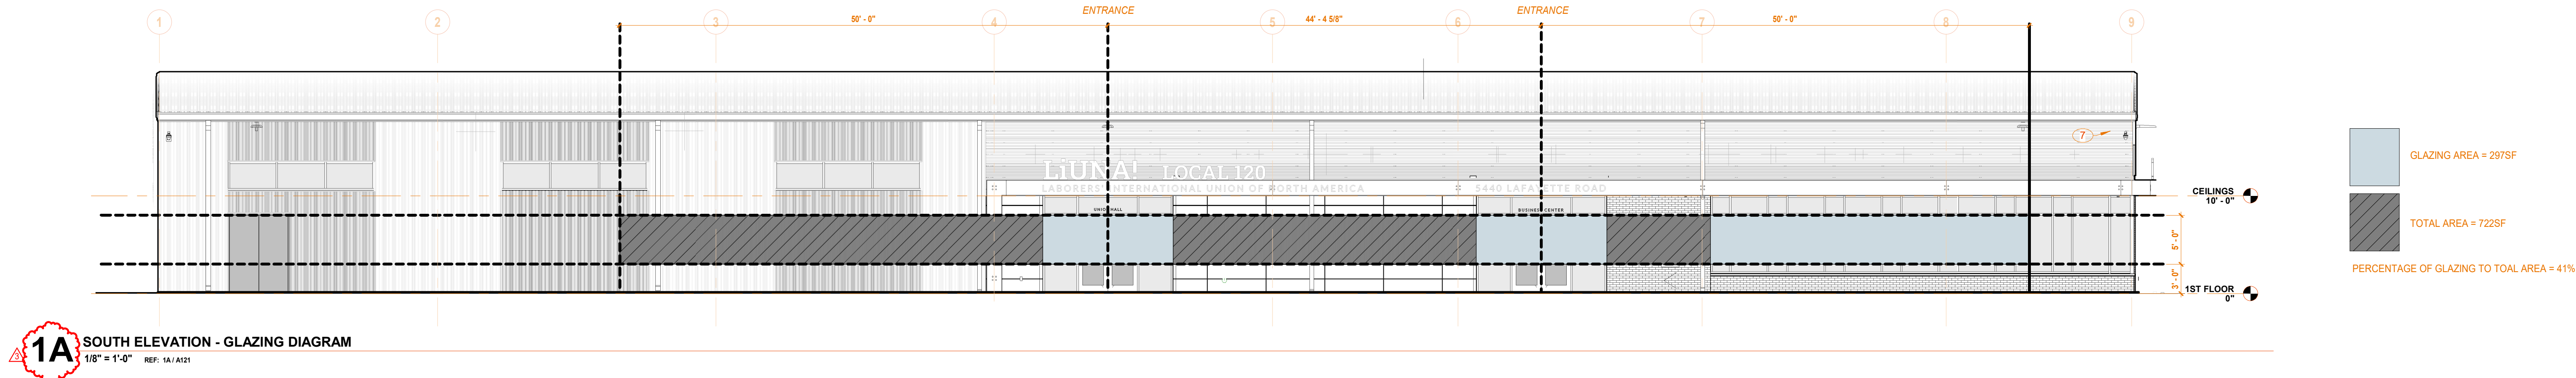 ENTRANCE
ENTRANCE
1
2
3
4
5
6
7
8
9
50' - 0"
44' - 4 5/8"
50' - 0"
7
LiUNA! LOCAL 120
LABORERS' INTERNATIONAL UNION OF NORTH AMERICA
5440 LAFAYETTE ROAD
UNION HALL
BUSINESS CENTER
CEILINGS
10' - 0"
5' - 0"
3' - 0"
1ST FLOOR
0"
GLAZING AREA = 297SF
TOTAL AREA = 722SF
PERCENTAGE OF GLAZING TO TOAL AREA = 41%
3
1A
SOUTH ELEVATION - GLAZING DIAGRAM
1/8" = 1'-0"
REF: 1A / A121